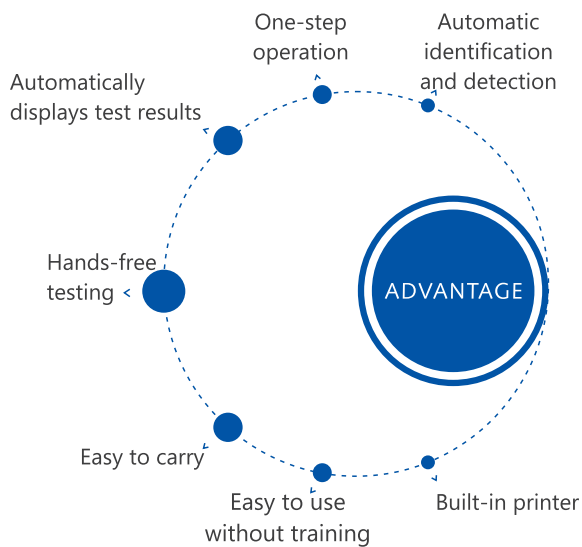 One-step
operation
Automatic
identification
and detection
Automatically
displays test results
Hands-free
testing
ADVANTAGE
Easy to carry
Easy to use
without training
Built-in printer